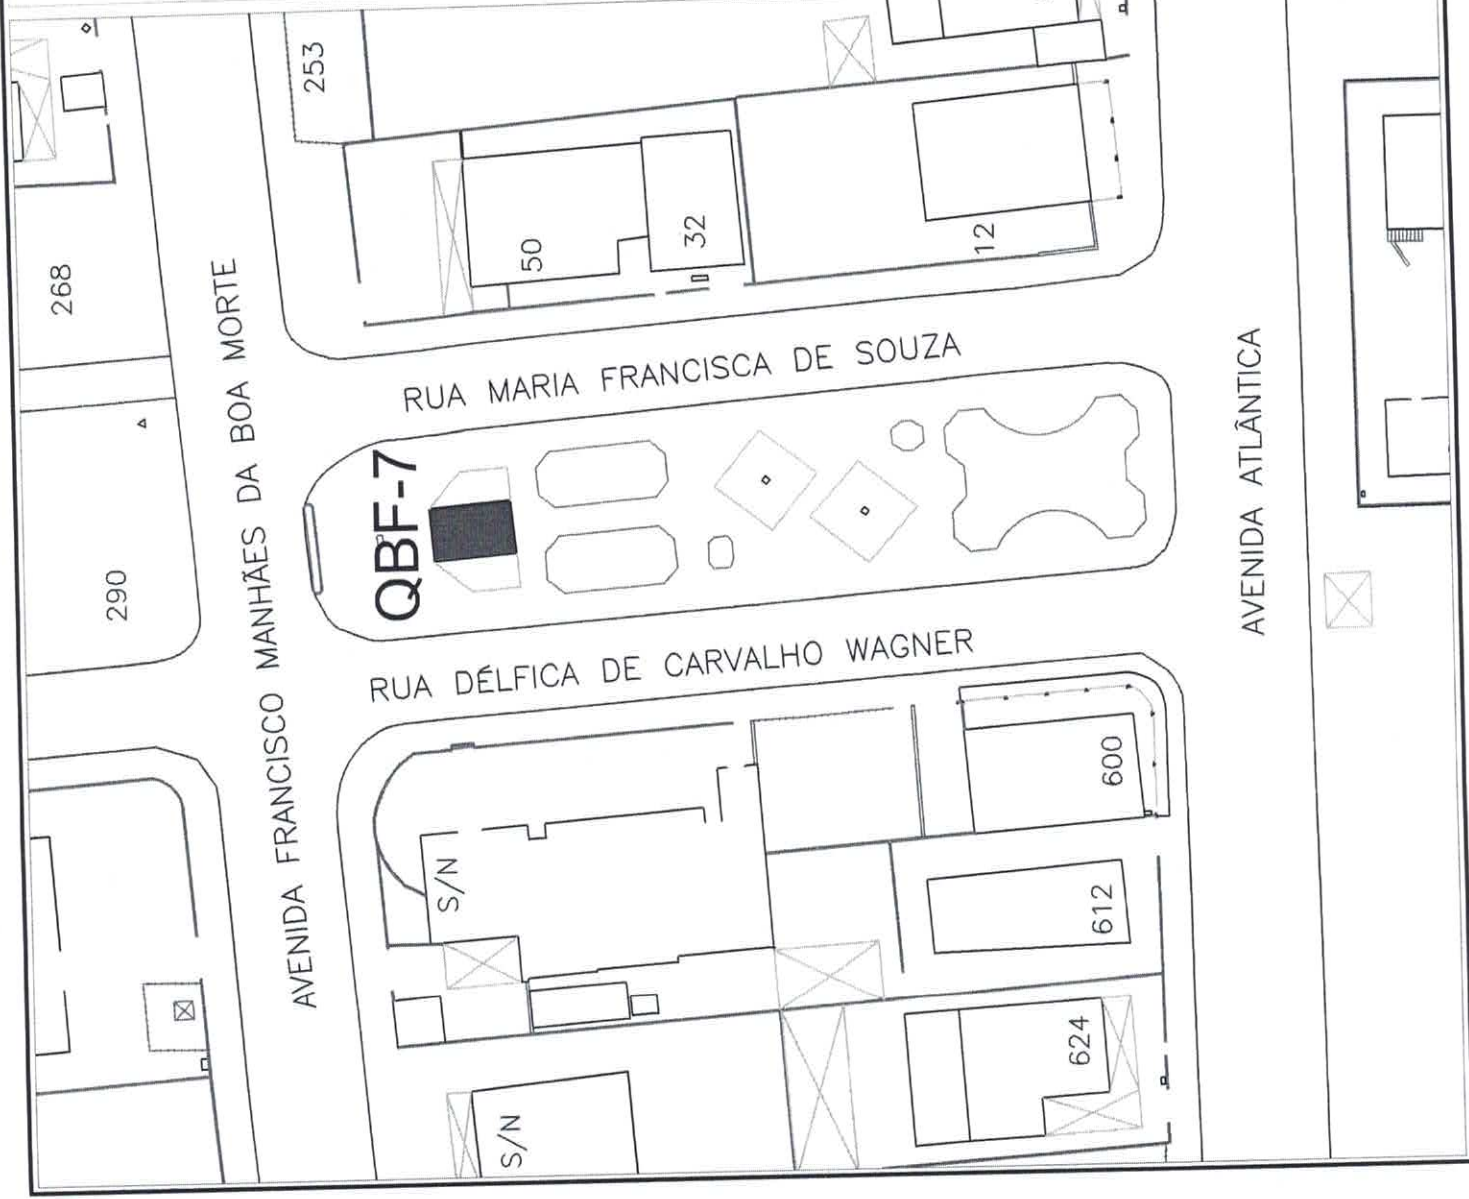 253
268
50
32
12
RUA MARIA FRANCISCA DE SOUZA
AVENIDA FRANCISCO MANHÃES DA BOA MORTE
QBF-7
290
AVENIDA ATLÂNTICA
RUA DÉLFICA DE CARVALHO WAGNER
600
S/N
612
624
S/N